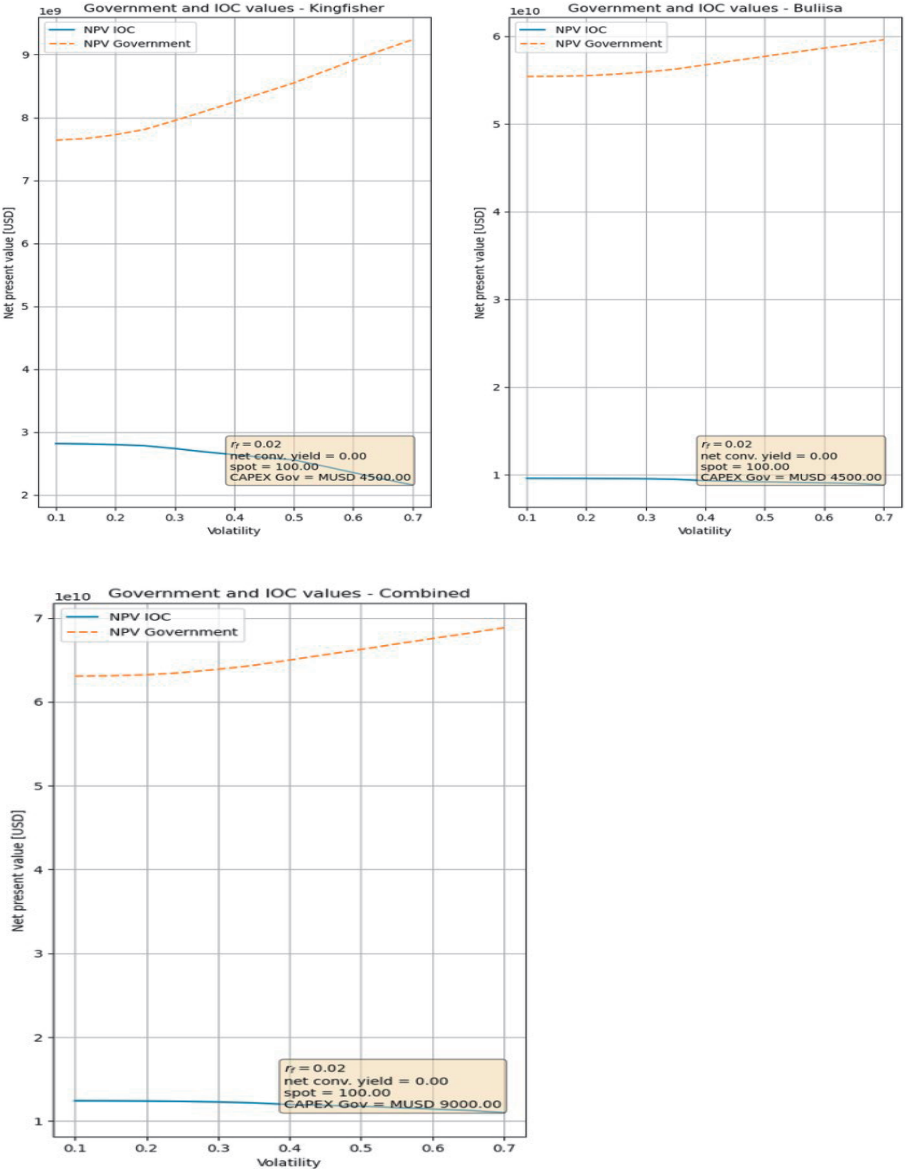 Government and IOC values - Kingfisher
1e9
NPV IOC
NPV Government
Net present value [USD]
9
8
7
6
5
4
3
2
r_f = 0.02
net conv. yield = 0.00
spot = 100.00
CAPEX Gov = MUSD 4500.00
0.1 0.2 0.3 0.4 0.5 0.6 0.7
Volatility
Government and IOC values - Buliisa
1e10
NPV IOC
NPV Government
Net present value [USD]
6
5
4
3
2
1
r_f = 0.02
net conv. yield = 0.00
spot = 100.00
CAPEX Gov = MUSD 4500.00
0.1 0.2 0.3 0.4 0.5 0.6 0.7
Volatility
Government and IOC values - Combined
1e10
NPV IOC
NPV Government
Net present value [USD]
7
6
5
4
3
2
1
r_f = 0.02
net conv. yield = 0.00
spot = 100.00
CAPEX Gov = MUSD 9000.00
0.1 0.2 0.3 0.4 0.5 0.6 0.7
Volatility